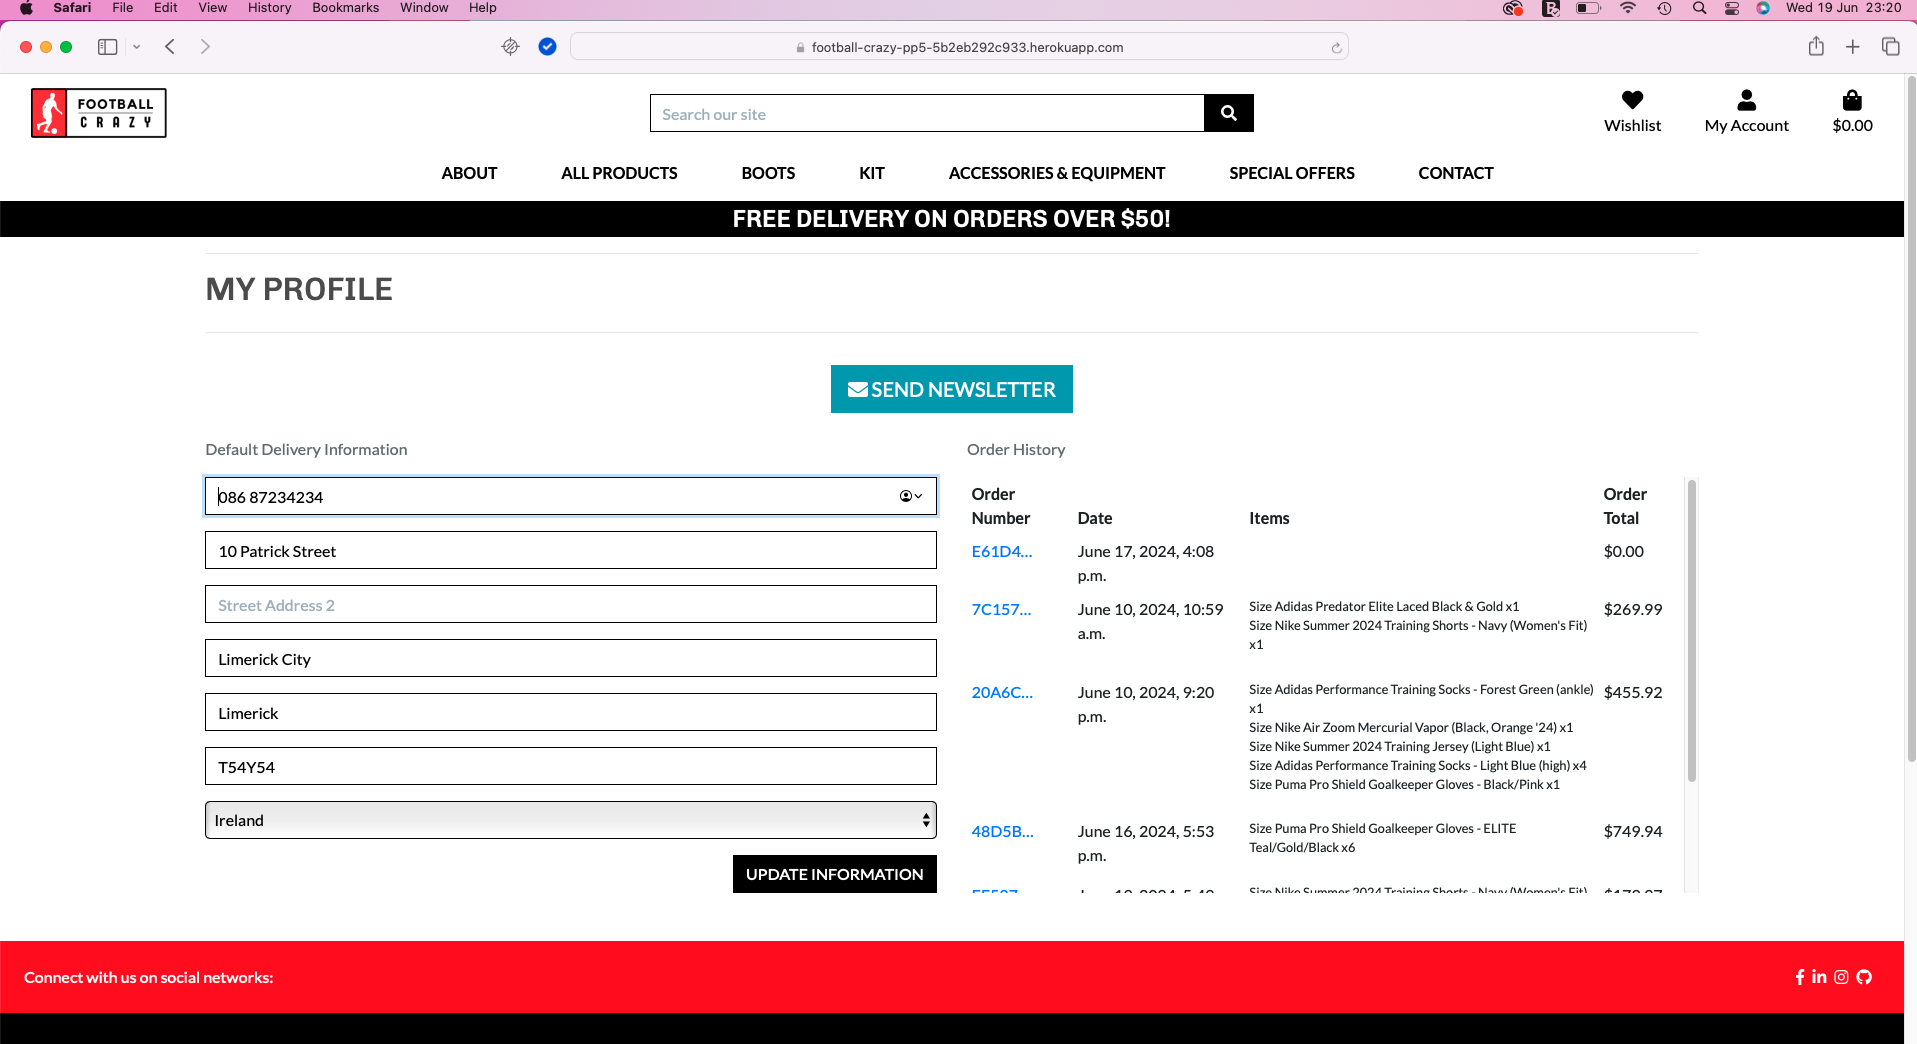 Safari File Edit View History Bookmarks Window Help Wed 19 Jun 23:20
football-crazy-pp5-5b2eb292c933.herokuapp.com
FOOTBALL
CRAZY
Search our site
Wishlist My Account $0.00
ABOUT ALL PRODUCTS BOOTS KIT ACCESSORIES & EQUIPMENT SPECIAL OFFERS CONTACT
FREE DELIVERY ON ORDERS OVER $50!
MY PROFILE
SEND NEWSLETTER
Default Delivery Information
086 87234234
10 Patrick Street
Street Address 2
Limerick City
Limerick
T54Y54
Ireland
UPDATE INFORMATION
Order History
Order
Number Date Items Order
Total
E61D4... June 17, 2024, 4:08
p.m. $0.00
7C157... June 10, 2024, 10:59
a.m. $269.99
Size Adidas Predator Elite Laced Black & Gold x1
Size Nike Summer 2024 Training Shorts - Navy (Women's Fit)
x1
20A6C... June 10, 2024, 9:20
p.m. $455.92
Size Adidas Performance Training Socks - Forest Green (ankle)
x1
Size Nike Air Zoom Mercurial Vapor (Black, Orange '24) x1
Size Nike Summer 2024 Training Jersey (Light Blue) x1
Size Adidas Performance Training Socks - Light Blue (high) x4
Size Puma Pro Shield Goalkeeper Gloves - Black/Pink x1
48D5B... June 16, 2024, 5:53
p.m. $749.94
Size Puma Pro Shield Goalkeeper Gloves - ELITE
Teal/Gold/Black x6
Size Nike Summer 2024 Training Shorts - Navy (Women's Fit)
Connect with us on social networks: